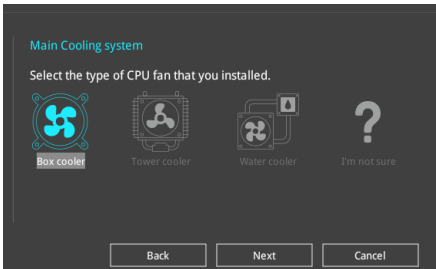 Main Cooling system
Select the type of CPU fan that you installed.
Box cooler Tower cooler Water cooler I'm not sure
Back Next Cancel